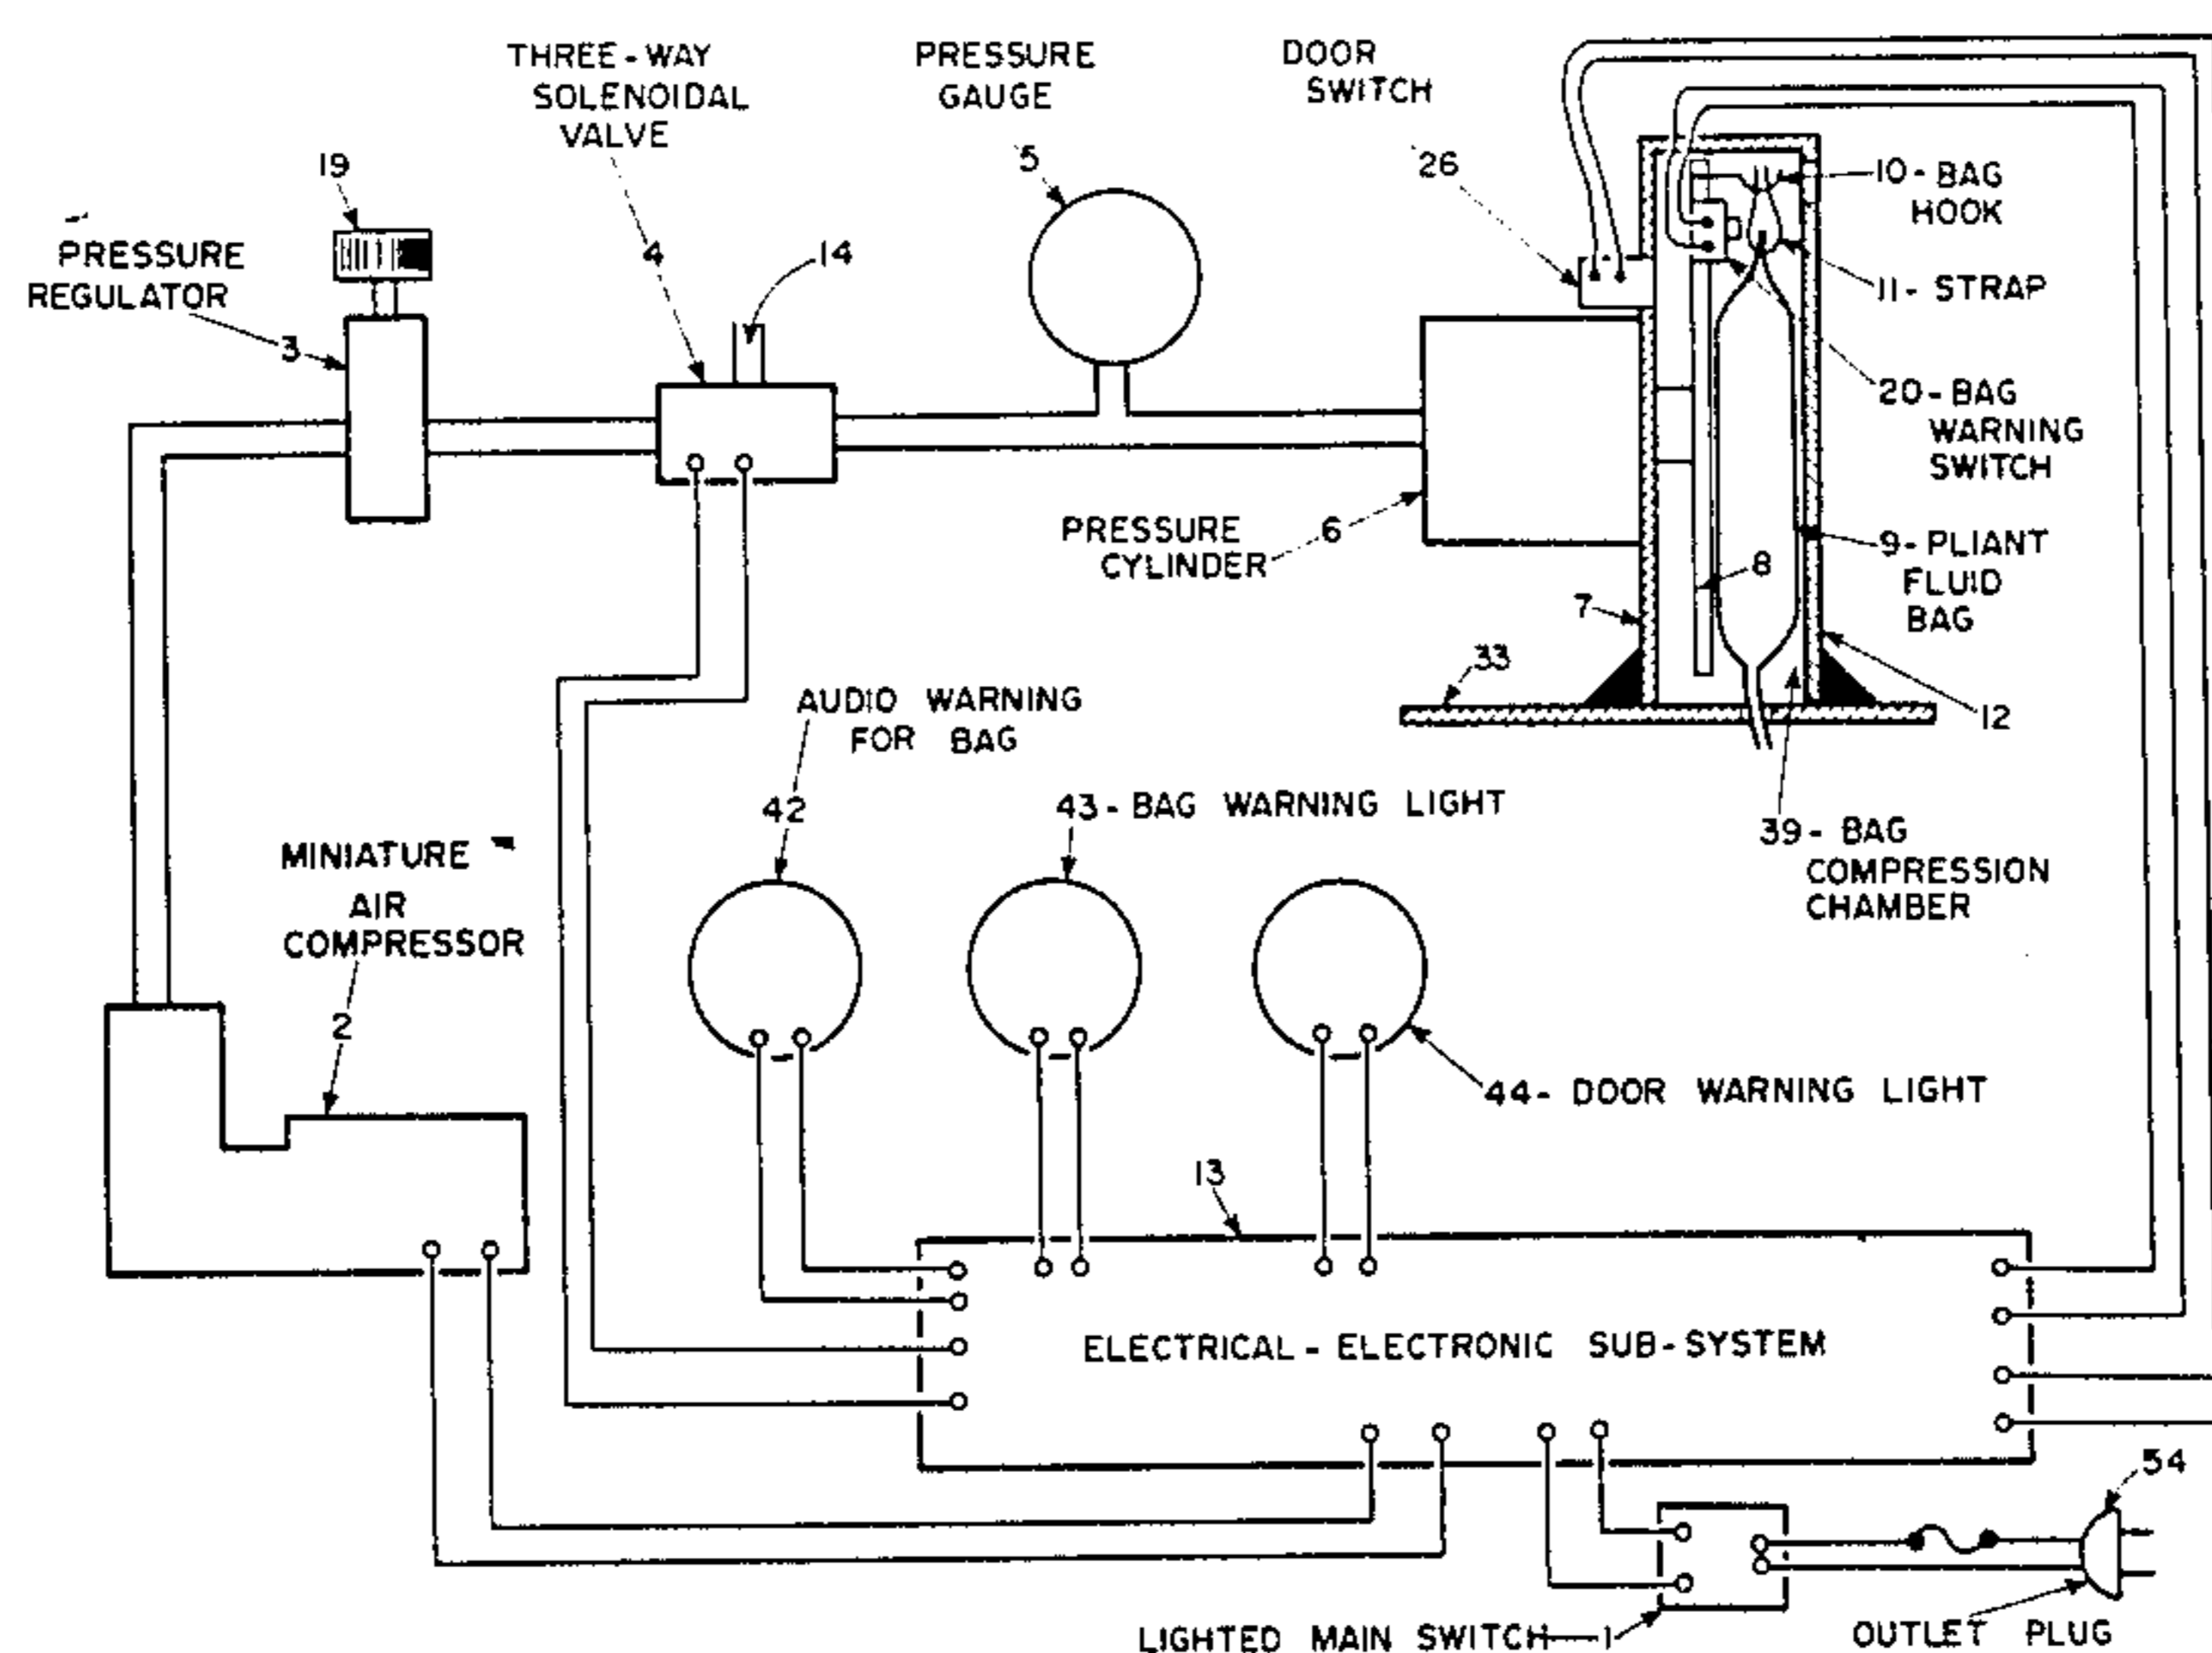 THREE-WAY
SOLENOIDAL
VALVE
4
PRESSURE
GAUGE
5
DOOR
SWITCH
26
19
PRESSURE
REGULATOR
3
14
10-BAG
HOOK
11- STRAP
20-BAG
WARNING
SWITCH
PRESSURE
CYLINDER
6
9-PLIANT
FLUID
BAG
8
7
33
12
AUDIO WARNING
FOR BAG
42
43-BAG WARNING LIGHT
39- BAG
COMPRESSION
CHAMBER
MINIATURE
AIR
COMPRESSOR
2
44- DOOR WARNING LIGHT
13
ELECTRICAL-ELECTRONIC SUB-SYSTEM
54
LIGHTED MAIN SWITCH 1
OUTLET PLUG